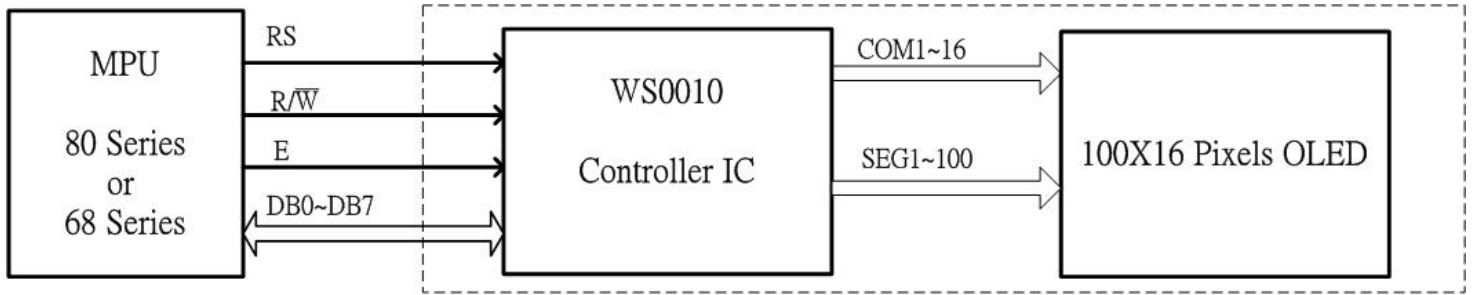 MPU
80 Series
or
68 Series
RS
R/W̅
E
DB0~DB7
WS0010
Controller IC
COM1~16
SEG1~100
100X16 Pixels OLED